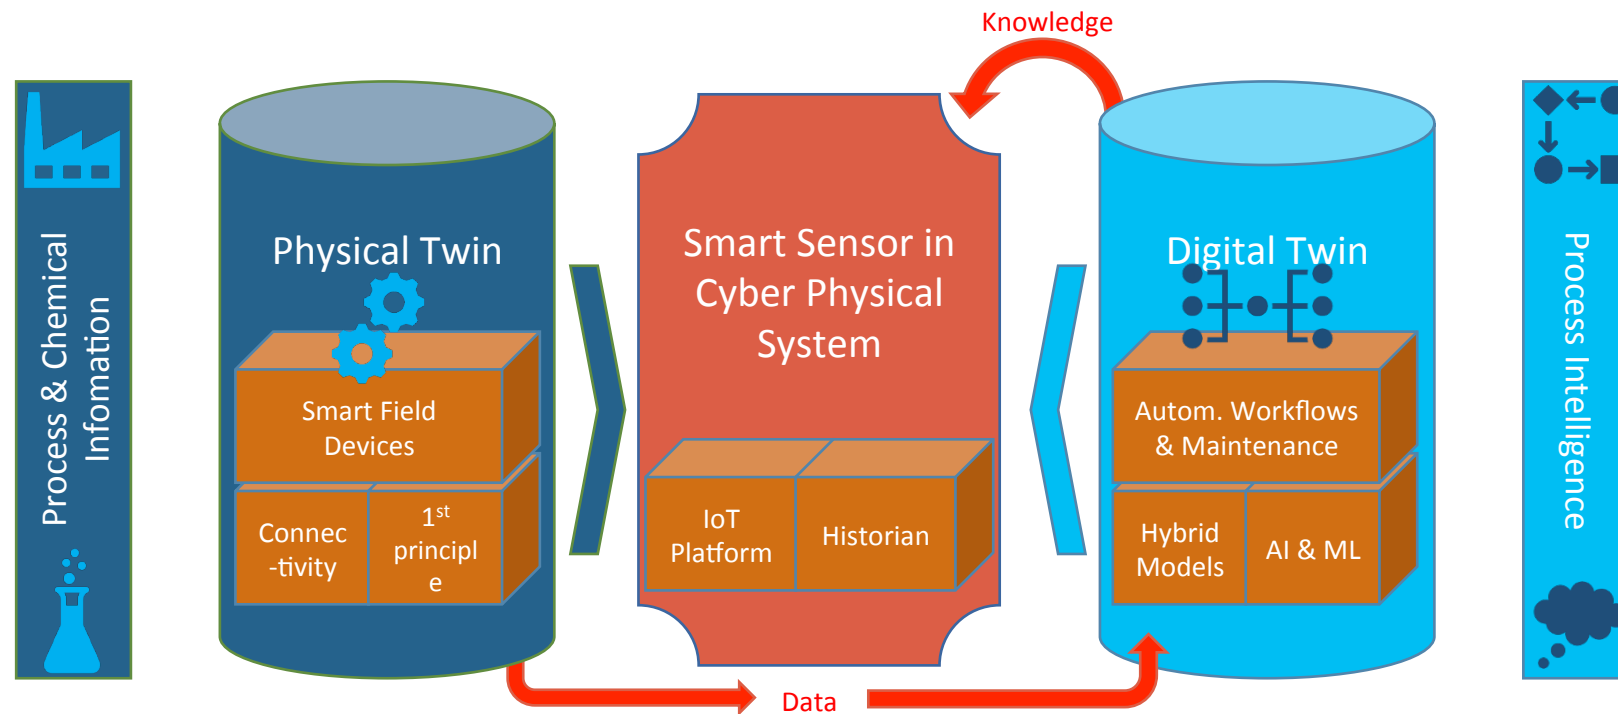 Knowledge
Process & Chemical
Infomation
Physical Twin
Smart Field
Devices
Connec
-tivity
1st
principl
e
Smart Sensor in
Cyber Physical
System
IoT
Platform
Historian
Digital Twin
Autom. Workflows
& Maintenance
Hybrid
Models
AI & ML
Process Intelligence
Data